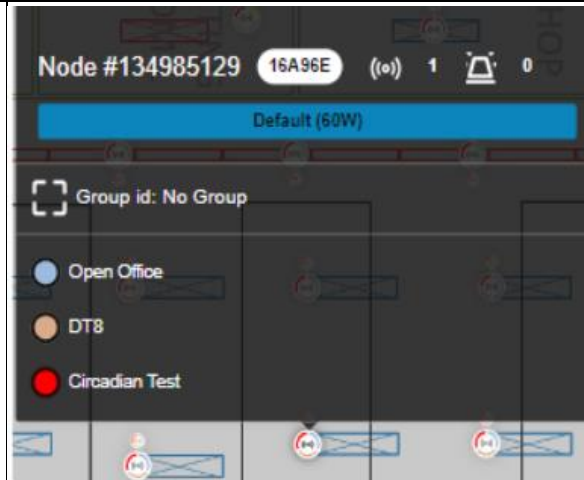 Node #134985129 16A96E 1 0
Default (60W)
Group id: No Group
Open Office
DT8
Circadian Test